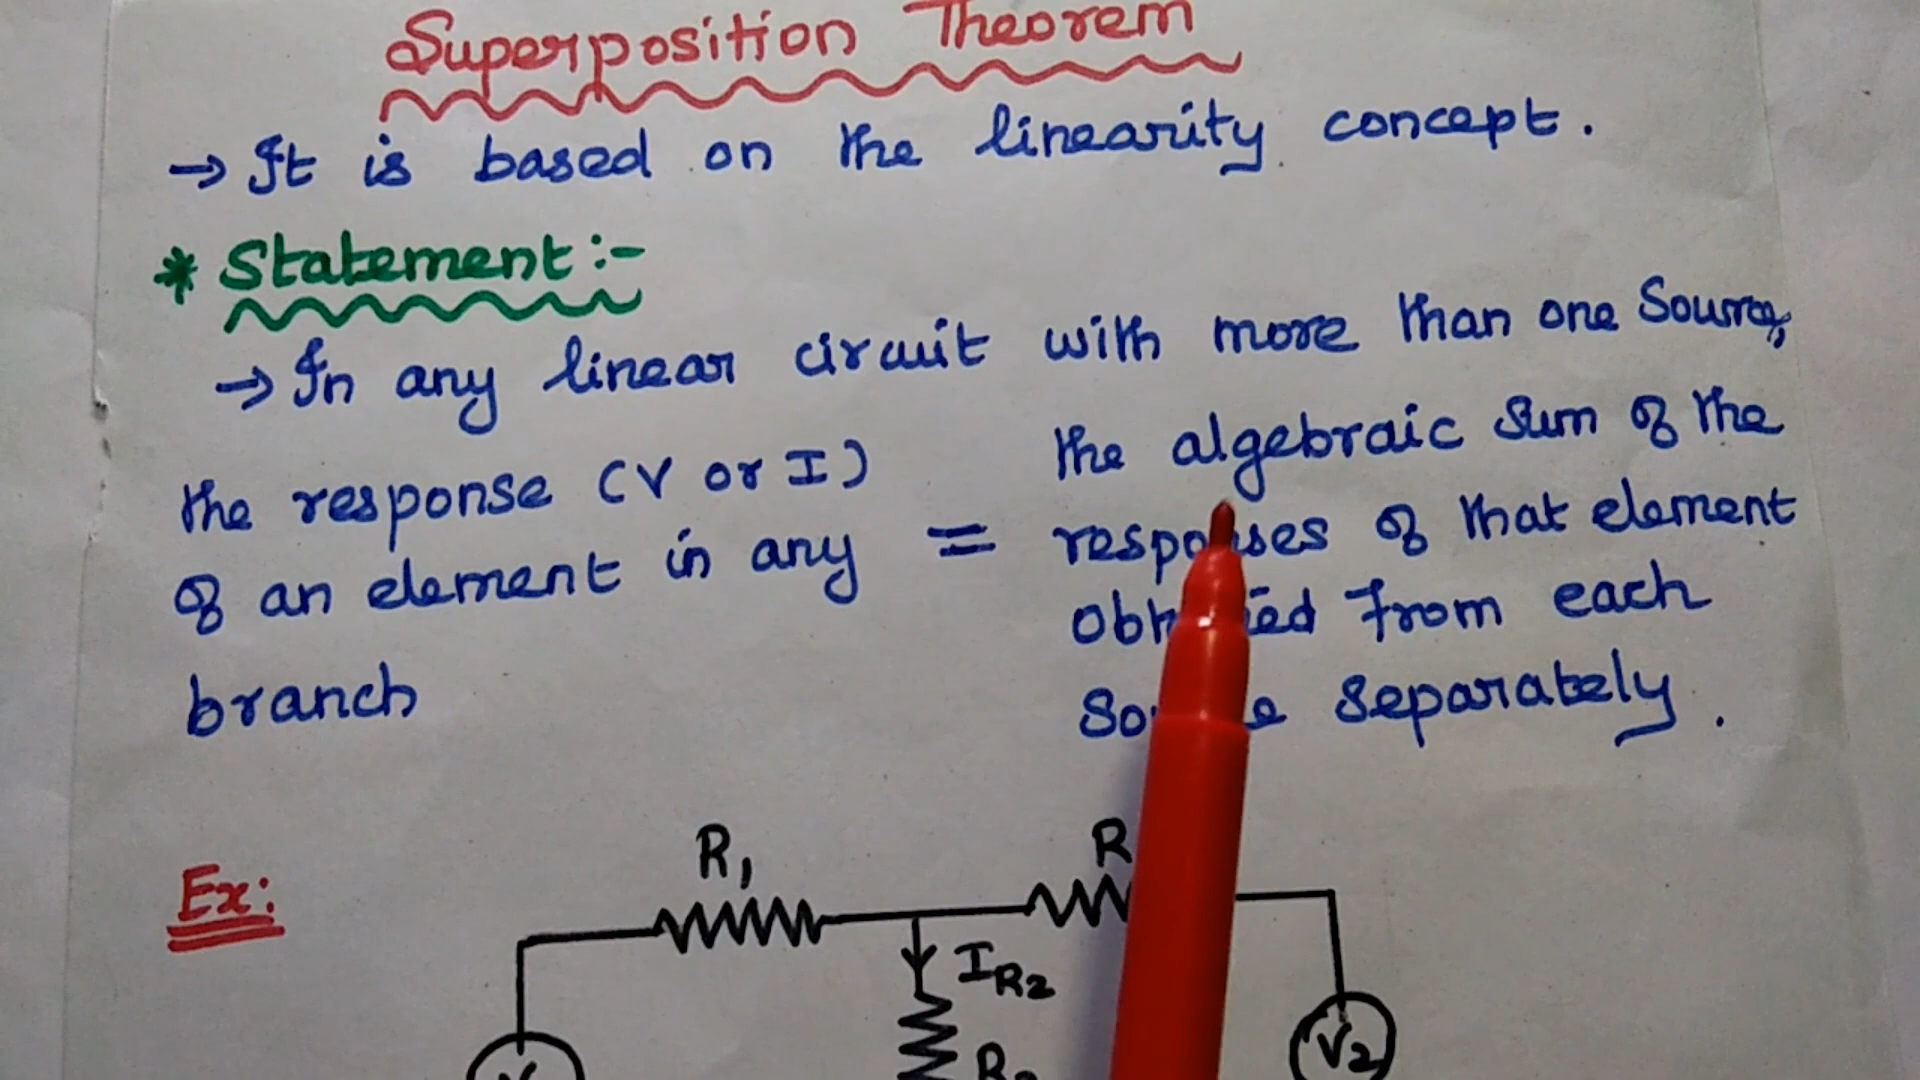 Superposition Theorem
→ It is based on the linearity concept.
* Statement:-
→ In any linear circuit with more than one Source,
the response (V or I)
of an element in any
branch
=
the algebraic sum of the
responses of that element
from each
separately.
Ex:
R1
R
IR2
V2